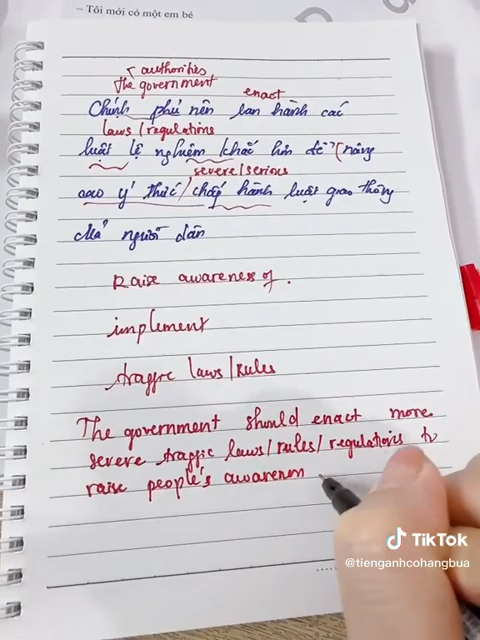 – Tôi mới có một em bé
authorities
The government
enact
Chính phủ nên ban hành các
laws / regulations
luật lệ nghiêm khắc hơn để (nâng
severe/serious
cao ý thức/chấp hành luật giao thông
của người dân
Raise awareness of.
implement
traffic laws/Rules
The government should enact more
severe traffic laws/rules/regulations to
raise people's awareness
TikTok
@tienganhcohangbua